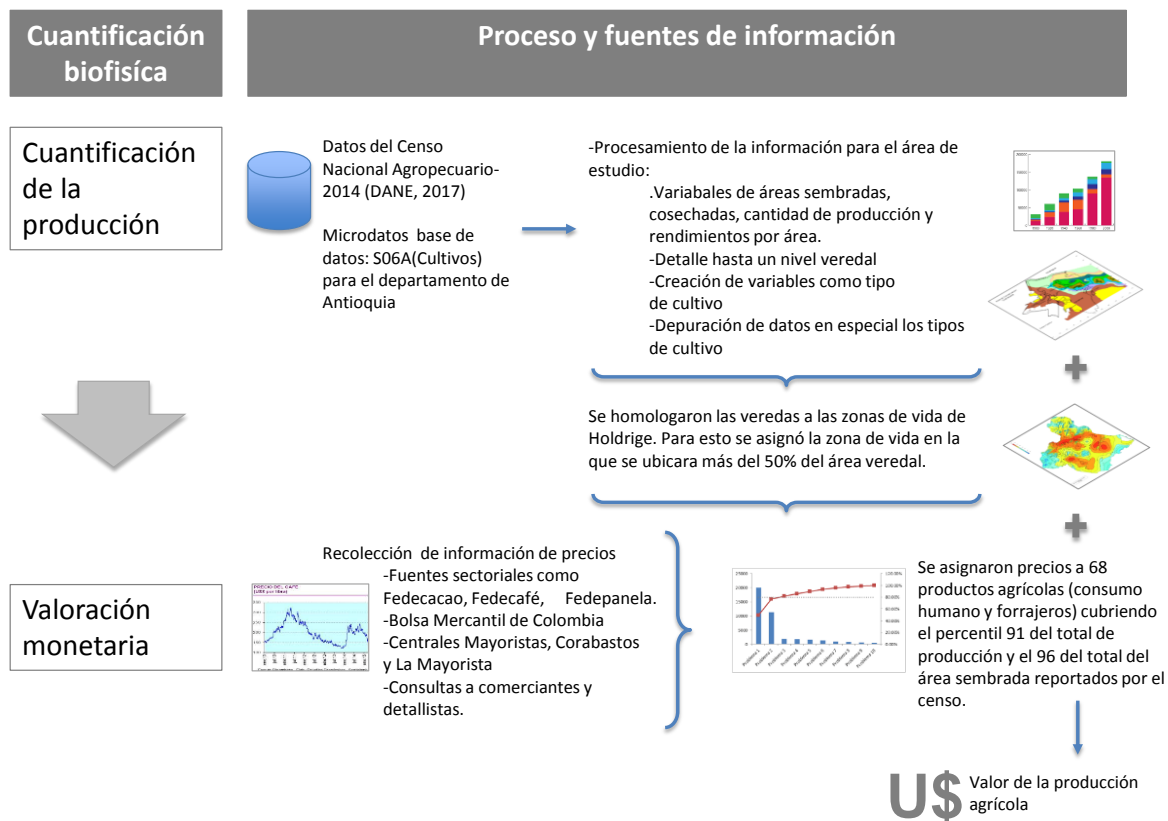 Cuantificación
biofisíca
Proceso y fuentes de información
Cuantificación
de la
producción
Datos del Censo
Nacional Agropecuario-
2014 (DANE, 2017)
Microdatos base de
datos: S06A(Cultivos)
para el departamento de
Antioquia
-Procesamiento de la información para el área de
estudio:
.Variabales de áreas sembradas,
cosechadas, cantidad de producción y
rendimientos por área.
-Detalle hasta un nivel veredal
-Creación de variables como tipo
de cultivo
-Depuración de datos en especial los tipos
de cultivo
Se homologaron las veredas a las zonas de vida de
Holdrige. Para esto se asignó la zona de vida en la
que se ubicara más del 50% del área veredal.
Valoración
monetaria
Recolección de información de precios
-Fuentes sectoriales como
Fedecacao, Fedecafé, Fedepanela.
-Bolsa Mercantil de Colombia
-Centrales Mayoristas, Corabastos
y La Mayorista
-Consultas a comerciantes y
detallistas.
PRECIO DEL CAFE
Se asignaron precios a 68
productos agrícolas (consumo
humano y forrajeros) cubriendo
el percentil 91 del total de
producción y el 96 del total del
área sembrada reportados por el
censo.
U$
Valor de la producción
agrícola